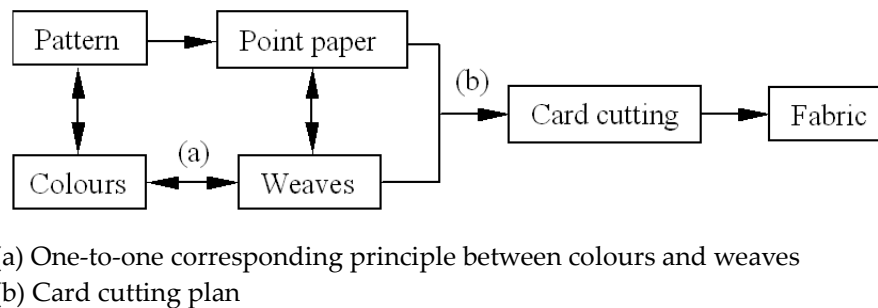 Pattern
Point paper
(b)
Card cutting
Fabric
(a)
Colours
Weaves
(a) One-to-one corresponding principle between colours and weaves
(b) Card cutting plan